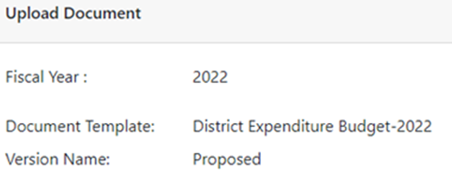 Upload Document
Fiscal Year : 2022
Document Template: District Expenditure Budget-2022
Version Name: Proposed